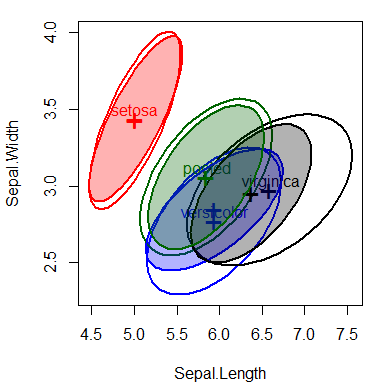 4.0
3.5
3.0
2.5
Sepal.Width
setosa
pooled
virginica
versicolor
4.5 5.0 5.5 6.0 6.5 7.0 7.5
Sepal.Length